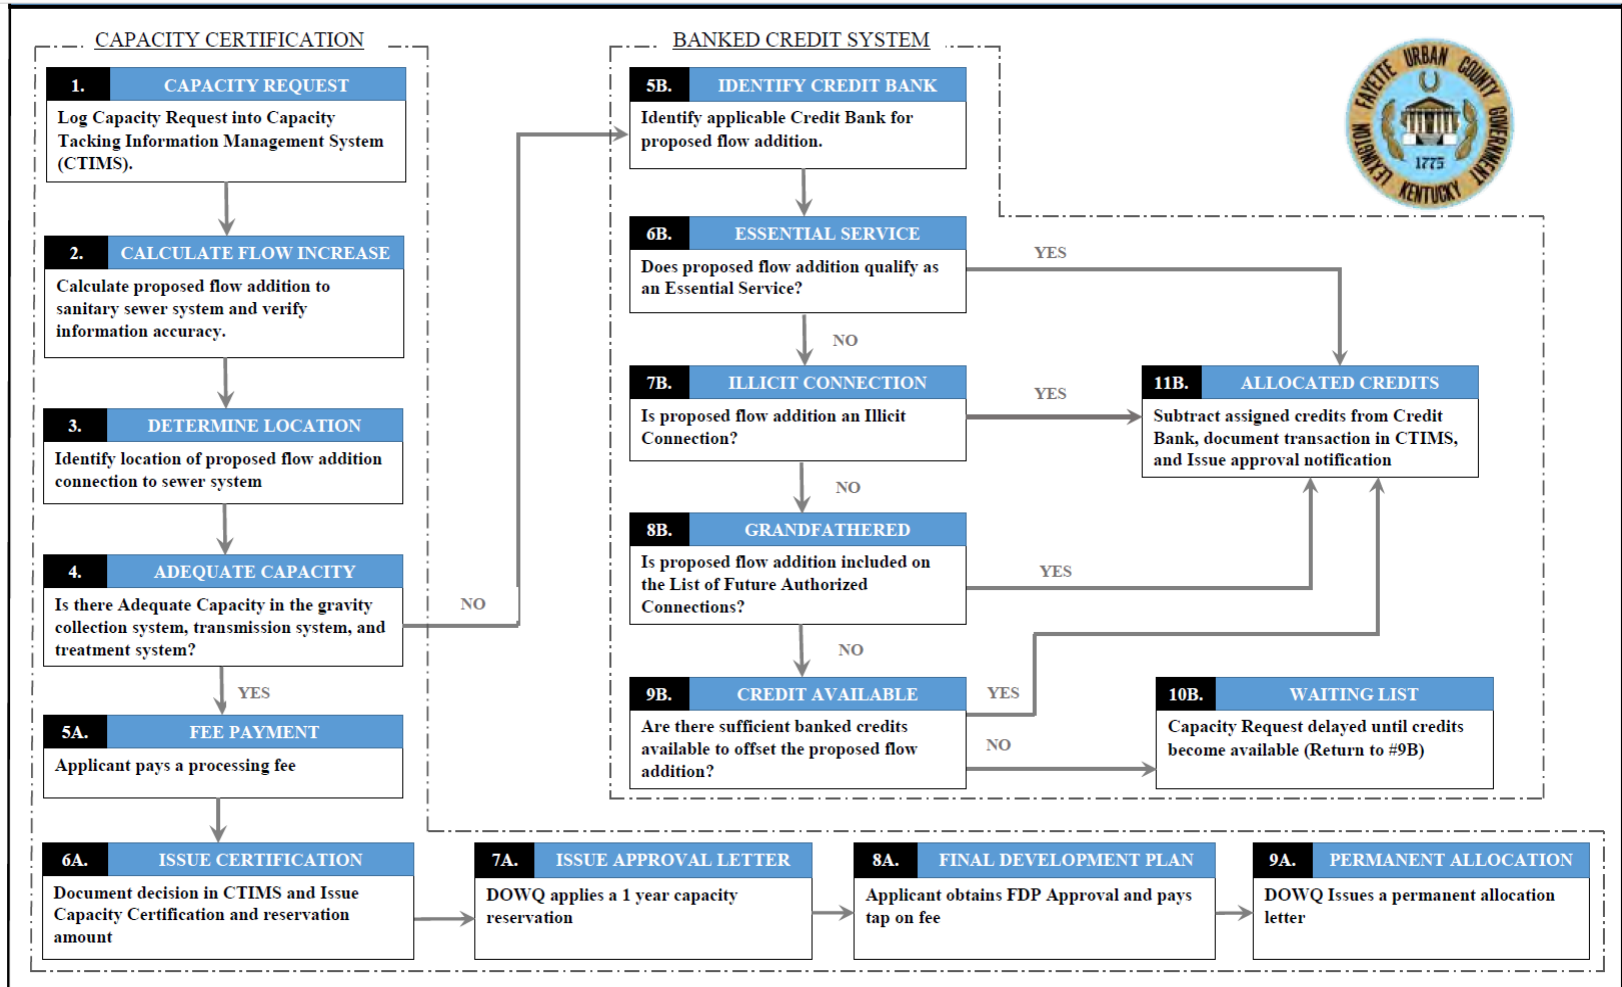 CAPACITY CERTIFICATION
1. CAPACITY REQUEST
Log Capacity Request into Capacity
Tacking Information Management System
(CTIMS).
2. CALCULATE FLOW INCREASE
Calculate proposed flow addition to
sanitary sewer system and verify
information accuracy.
3. DETERMINE LOCATION
Identify location of proposed flow addition
connection to sewer system
4. ADEQUATE CAPACITY
Is there Adequate Capacity in the gravity
collection system, transmission system, and
treatment system?
NO
YES
5A. FEE PAYMENT
Applicant pays a processing fee
6A. ISSUE CERTIFICATION
Document decision in CTIMS and Issue
Capacity Certification and reservation
amount
7A. ISSUE APPROVAL LETTER
DOWQ applies a 1 year capacity
reservation
8A. FINAL DEVELOPMENT PLAN
Applicant obtains FDP Approval and pays
tap on fee
9A. PERMANENT ALLOCATION
DOWQ Issues a permanent allocation
letter
BANKED CREDIT SYSTEM
5B. IDENTIFY CREDIT BANK
Identify applicable Credit Bank for
proposed flow addition.
6B. ESSENTIAL SERVICE
Does proposed flow addition qualify as
an Essential Service?
YES
NO
7B. ILLICIT CONNECTION
Is proposed flow addition an Illicit
Connection?
YES
NO
8B. GRANDFATHERED
Is proposed flow addition included on
the List of Future Authorized
Connections?
YES
NO
9B. CREDIT AVAILABLE
Are there sufficient banked credits
available to offset the proposed flow
addition?
YES
NO
10B. WAITING LIST
Capacity Request delayed until credits
become available (Return to #9B)
11B. ALLOCATED CREDITS
Subtract assigned credits from Credit
Bank, document transaction in CTIMS,
and Issue approval notification
LEXINGTON FAYETTE URBAN COUNTY GOVERNMENT
1775
KENTUCKY